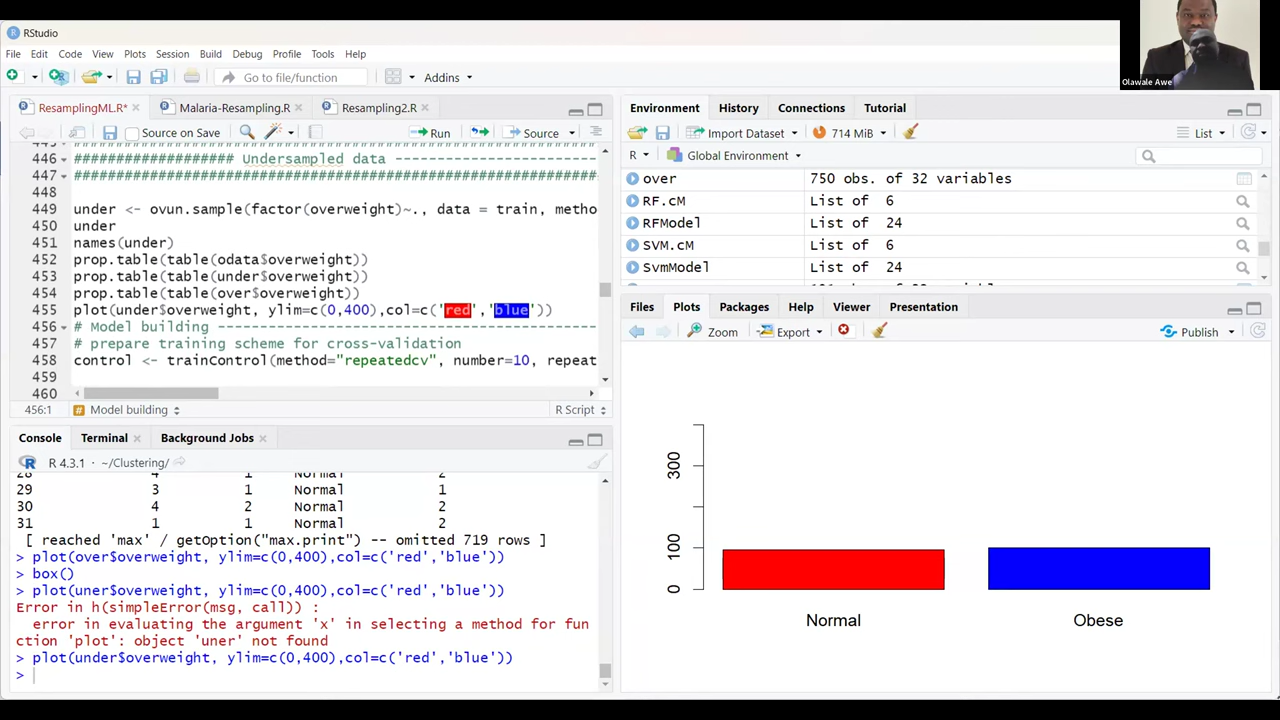 RStudio
File Edit Code View Plots Session Build Debug Profile Tools Help
Go to file/function Addins
Olawale Awe
ResamplingML.R* Malaria-Resampling.R Resampling2.R
Source on Save Run Source
446 ################### Undersampled data ------------------------
447
448
449 under <- ovun.sample(factor(overweight)~., data = train, metho
450 under
451 names(under)
452 prop.table(table(odata$overweight))
453 prop.table(table(under$overweight))
454 prop.table(table(over$overweight))
455 plot(under$overweight, ylim=c(0,400),col=c('red','blue'))
456 # Model building ---------------------------------------------
457 # prepare training scheme for cross-validation
458 control <- trainControl(method="repeatedcv", number=10, repeat
459
460
456:1 # Model building R Script
Console Terminal Background Jobs
R 4.3.1 · ~/Clustering/
28 4 1 Normal 2
29 3 1 Normal 1
30 4 2 Normal 2
31 1 1 Normal 2
[ reached 'max' / getOption("max.print") -- omitted 719 rows ]
> plot(over$overweight, ylim=c(0,400),col=c('red','blue'))
> box()
> plot(uner$overweight, ylim=c(0,400),col=c('red','blue'))
Error in h(simpleError(msg, call)) :
error in evaluating the argument 'x' in selecting a method for fun
ction 'plot': object 'uner' not found
> plot(under$overweight, ylim=c(0,400),col=c('red','blue'))
>
Environment History Connections Tutorial
Import Dataset 714 MiB List
R Global Environment
over 750 obs. of 32 variables
RF.cM List of 6
RFModel List of 24
SVM.cM List of 6
SvmModel List of 24
Files Plots Packages Help Viewer Presentation
Zoom Export Publish
300
100
0
Normal Obese